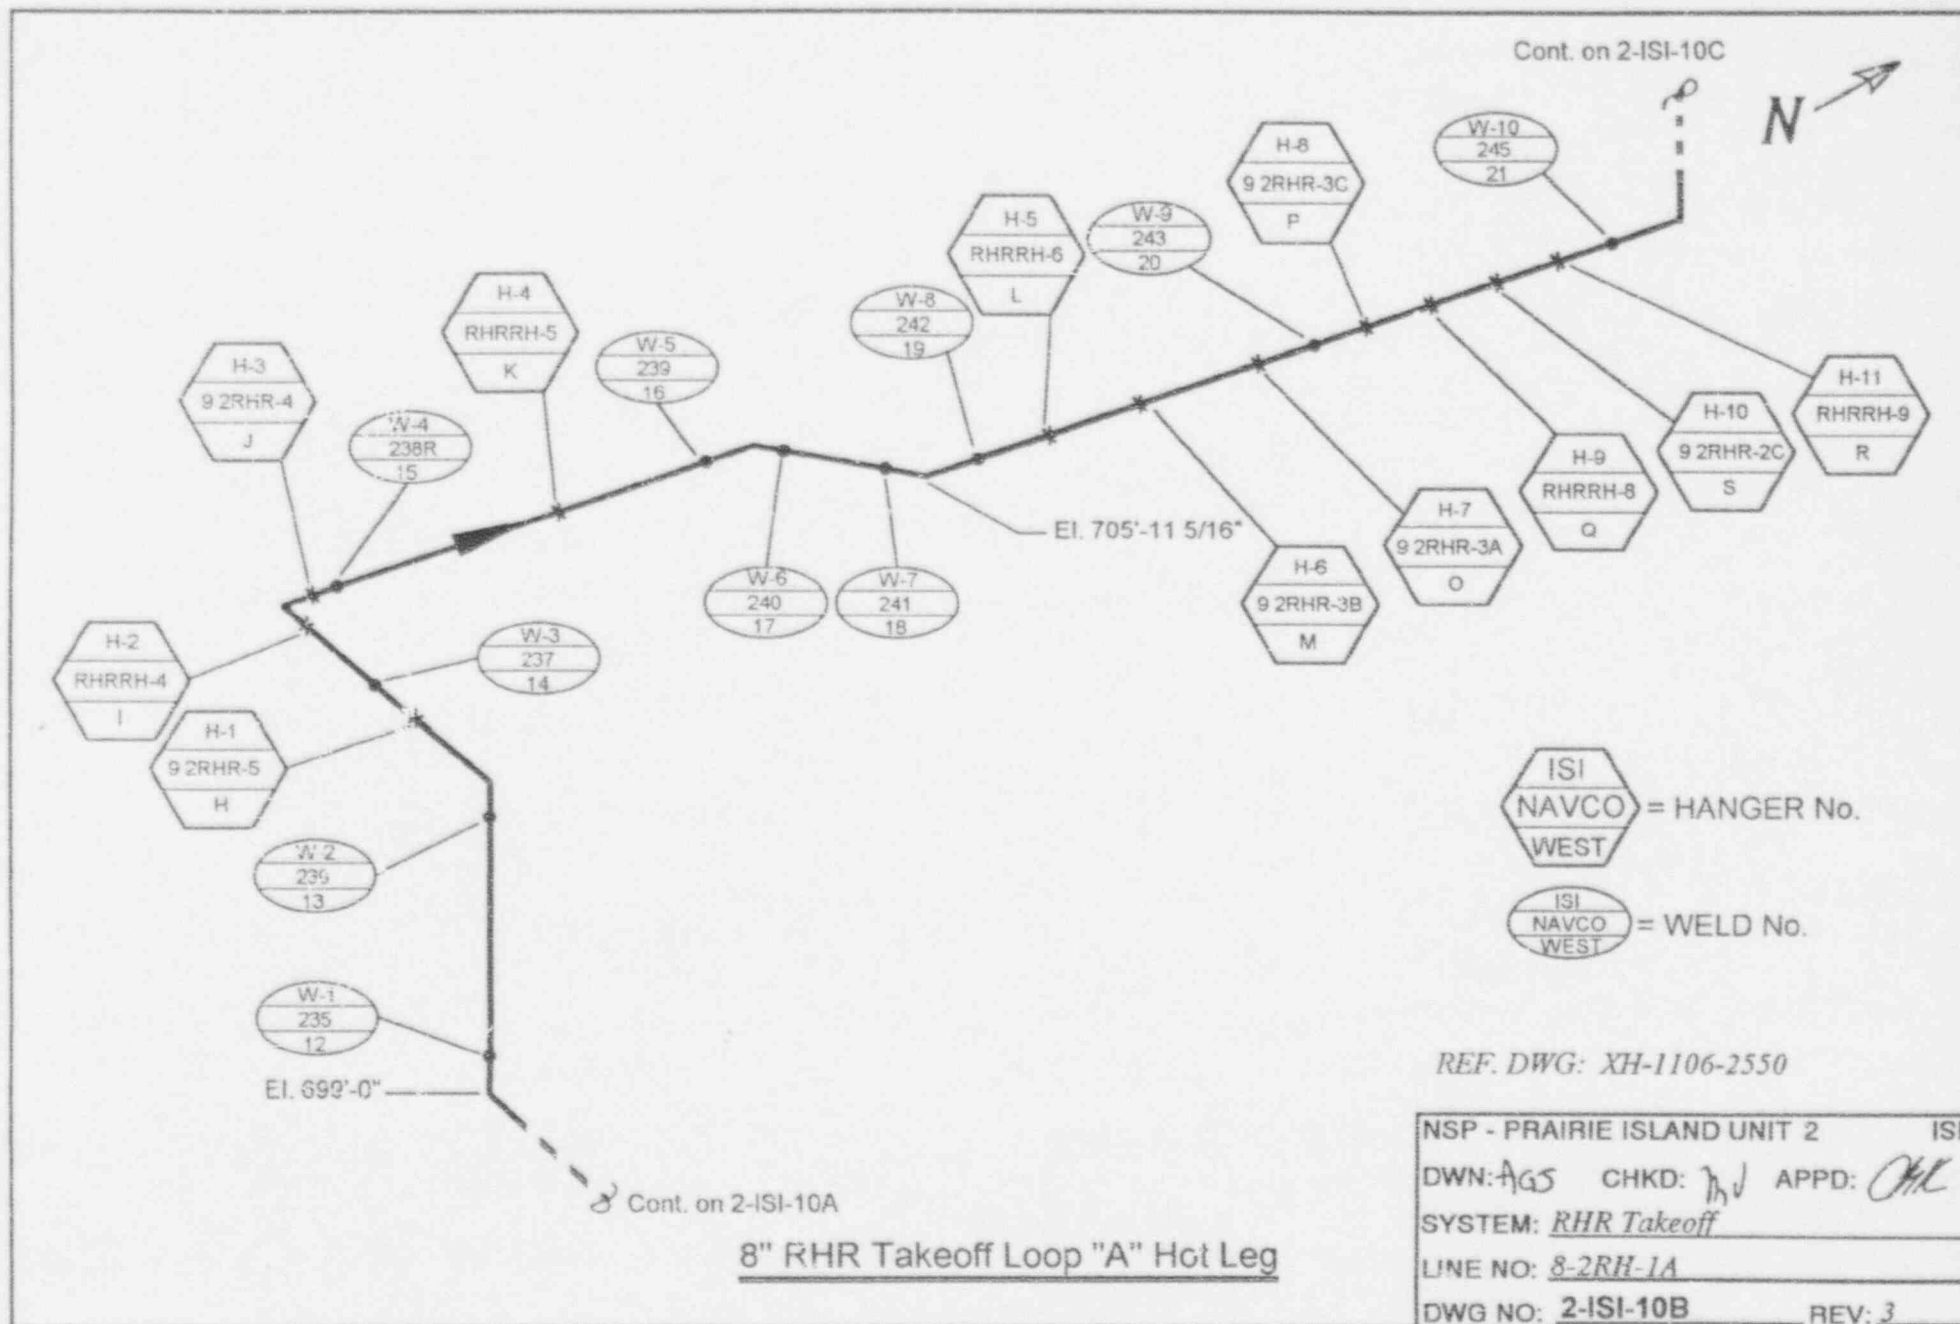 Cont. on 2-ISI-10C
N
W-10
245
21
H-8
9 2RHR-3C
P
H-5
RHRRH-6
L
W-9
243
20
H-4
RHRRH-5
K
W-8
242
19
W-5
239
16
H-3
9 2RHR-4
J
W-4
238R
15
H-11
RHRRH-9
R
H-10
9 2RHR-2C
S
H-9
RHRRH-8
Q
H-7
9 2RHR-3A
O
El. 705'-11 5/16"
H-6
9 2RHR-3B
M
W-6
240
17
W-7
241
18
H-2
RHRRH-4
I
W-3
237
14
H-1
9 2RHR-5
H
W-2
13
W-1
235
12
El. 699'-0"
Cont. on 2-ISI-10A
ISI
NAVCO
WEST
= HANGER No.
ISI
NAVCO
WEST
= WELD No.
REF. DWG: XH-1106-2550
8" RHR Takeoff Loop "A" Hot Leg
NSP - PRAIRIE ISLAND UNIT 2 ISI
DWN: AGS CHKD: APPD:
SYSTEM: RHR Takeoff
LINE NO: 8-2RH-1A
DWG NO: 2-ISI-10B REV: 3